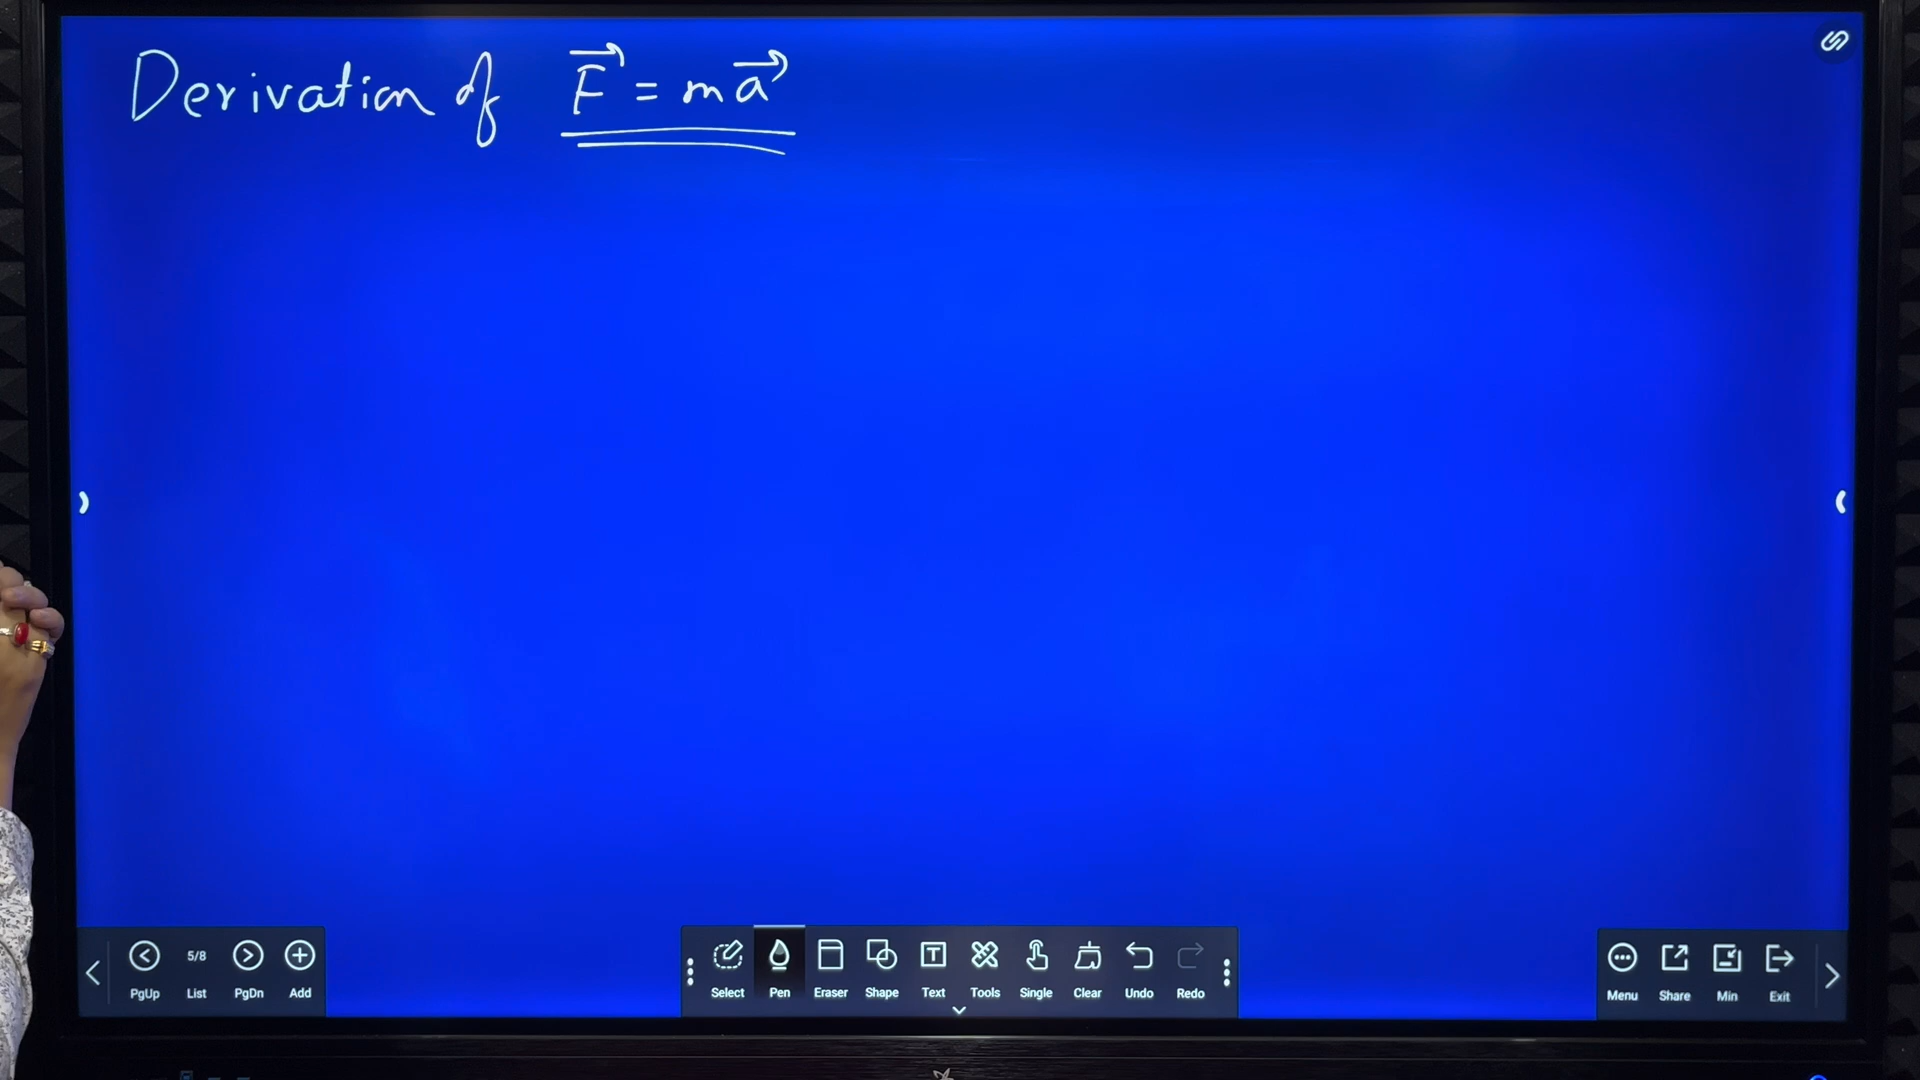 Derivation of F⃗ = ma⃗
5/8
PgUp List PgDn Add
Select Pen Eraser Shape Text Tools Single Clear Undo Redo
Menu Share Min Exit